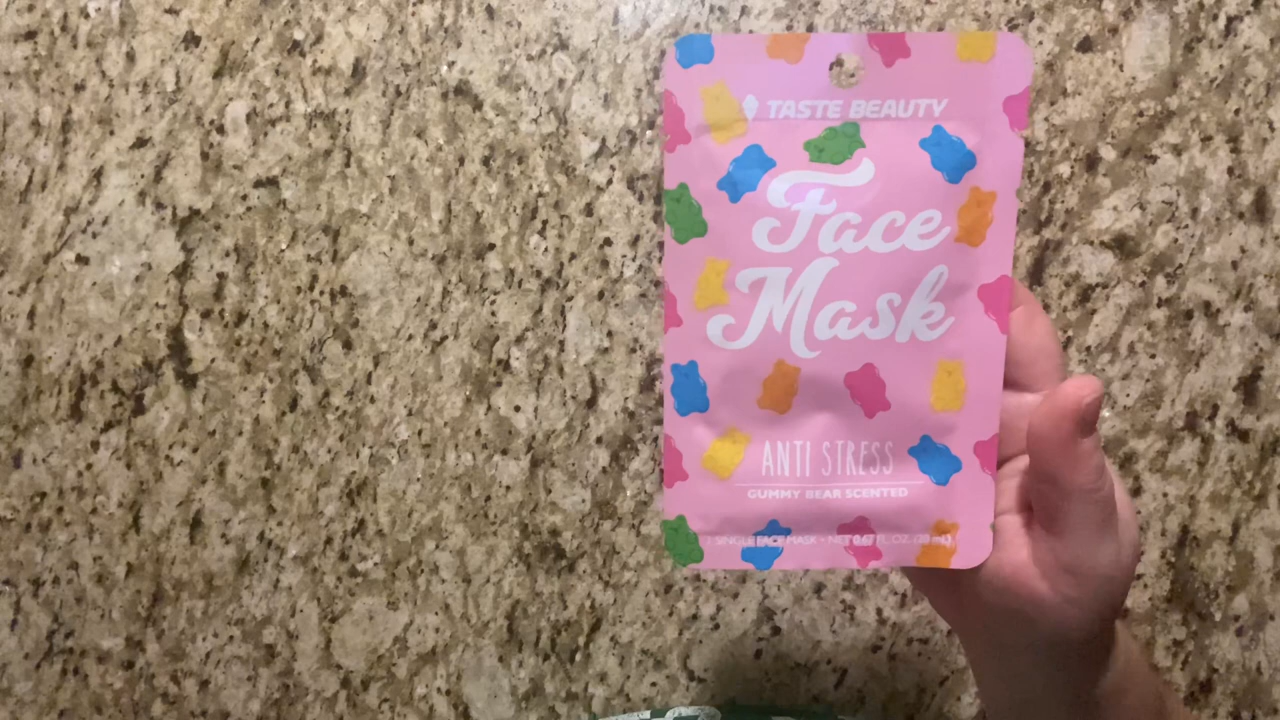 TASTE BEAUTY
Face
Mask
ANTI STRESS
GUMMY BEAR SCENTED
1 SINGLE FACE MASK • NET 0.67 FL. OZ. (20 mL)